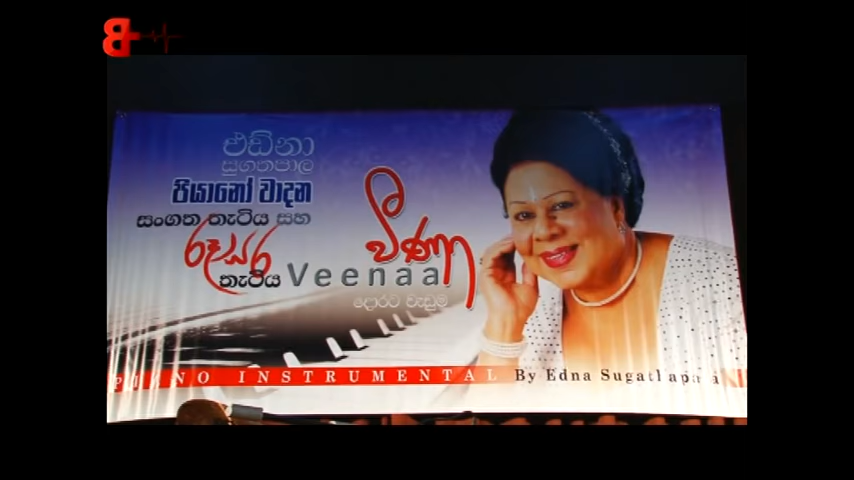 එඩ්නා
සුගතපාල
පියානෝ වාදන
සංගත තැටිය සහ
රූසර
තැටිය
වීණා
Veenaa
දොරට වැඩුම
PIANO INSTRUMENTAL By Edna Sugathapala